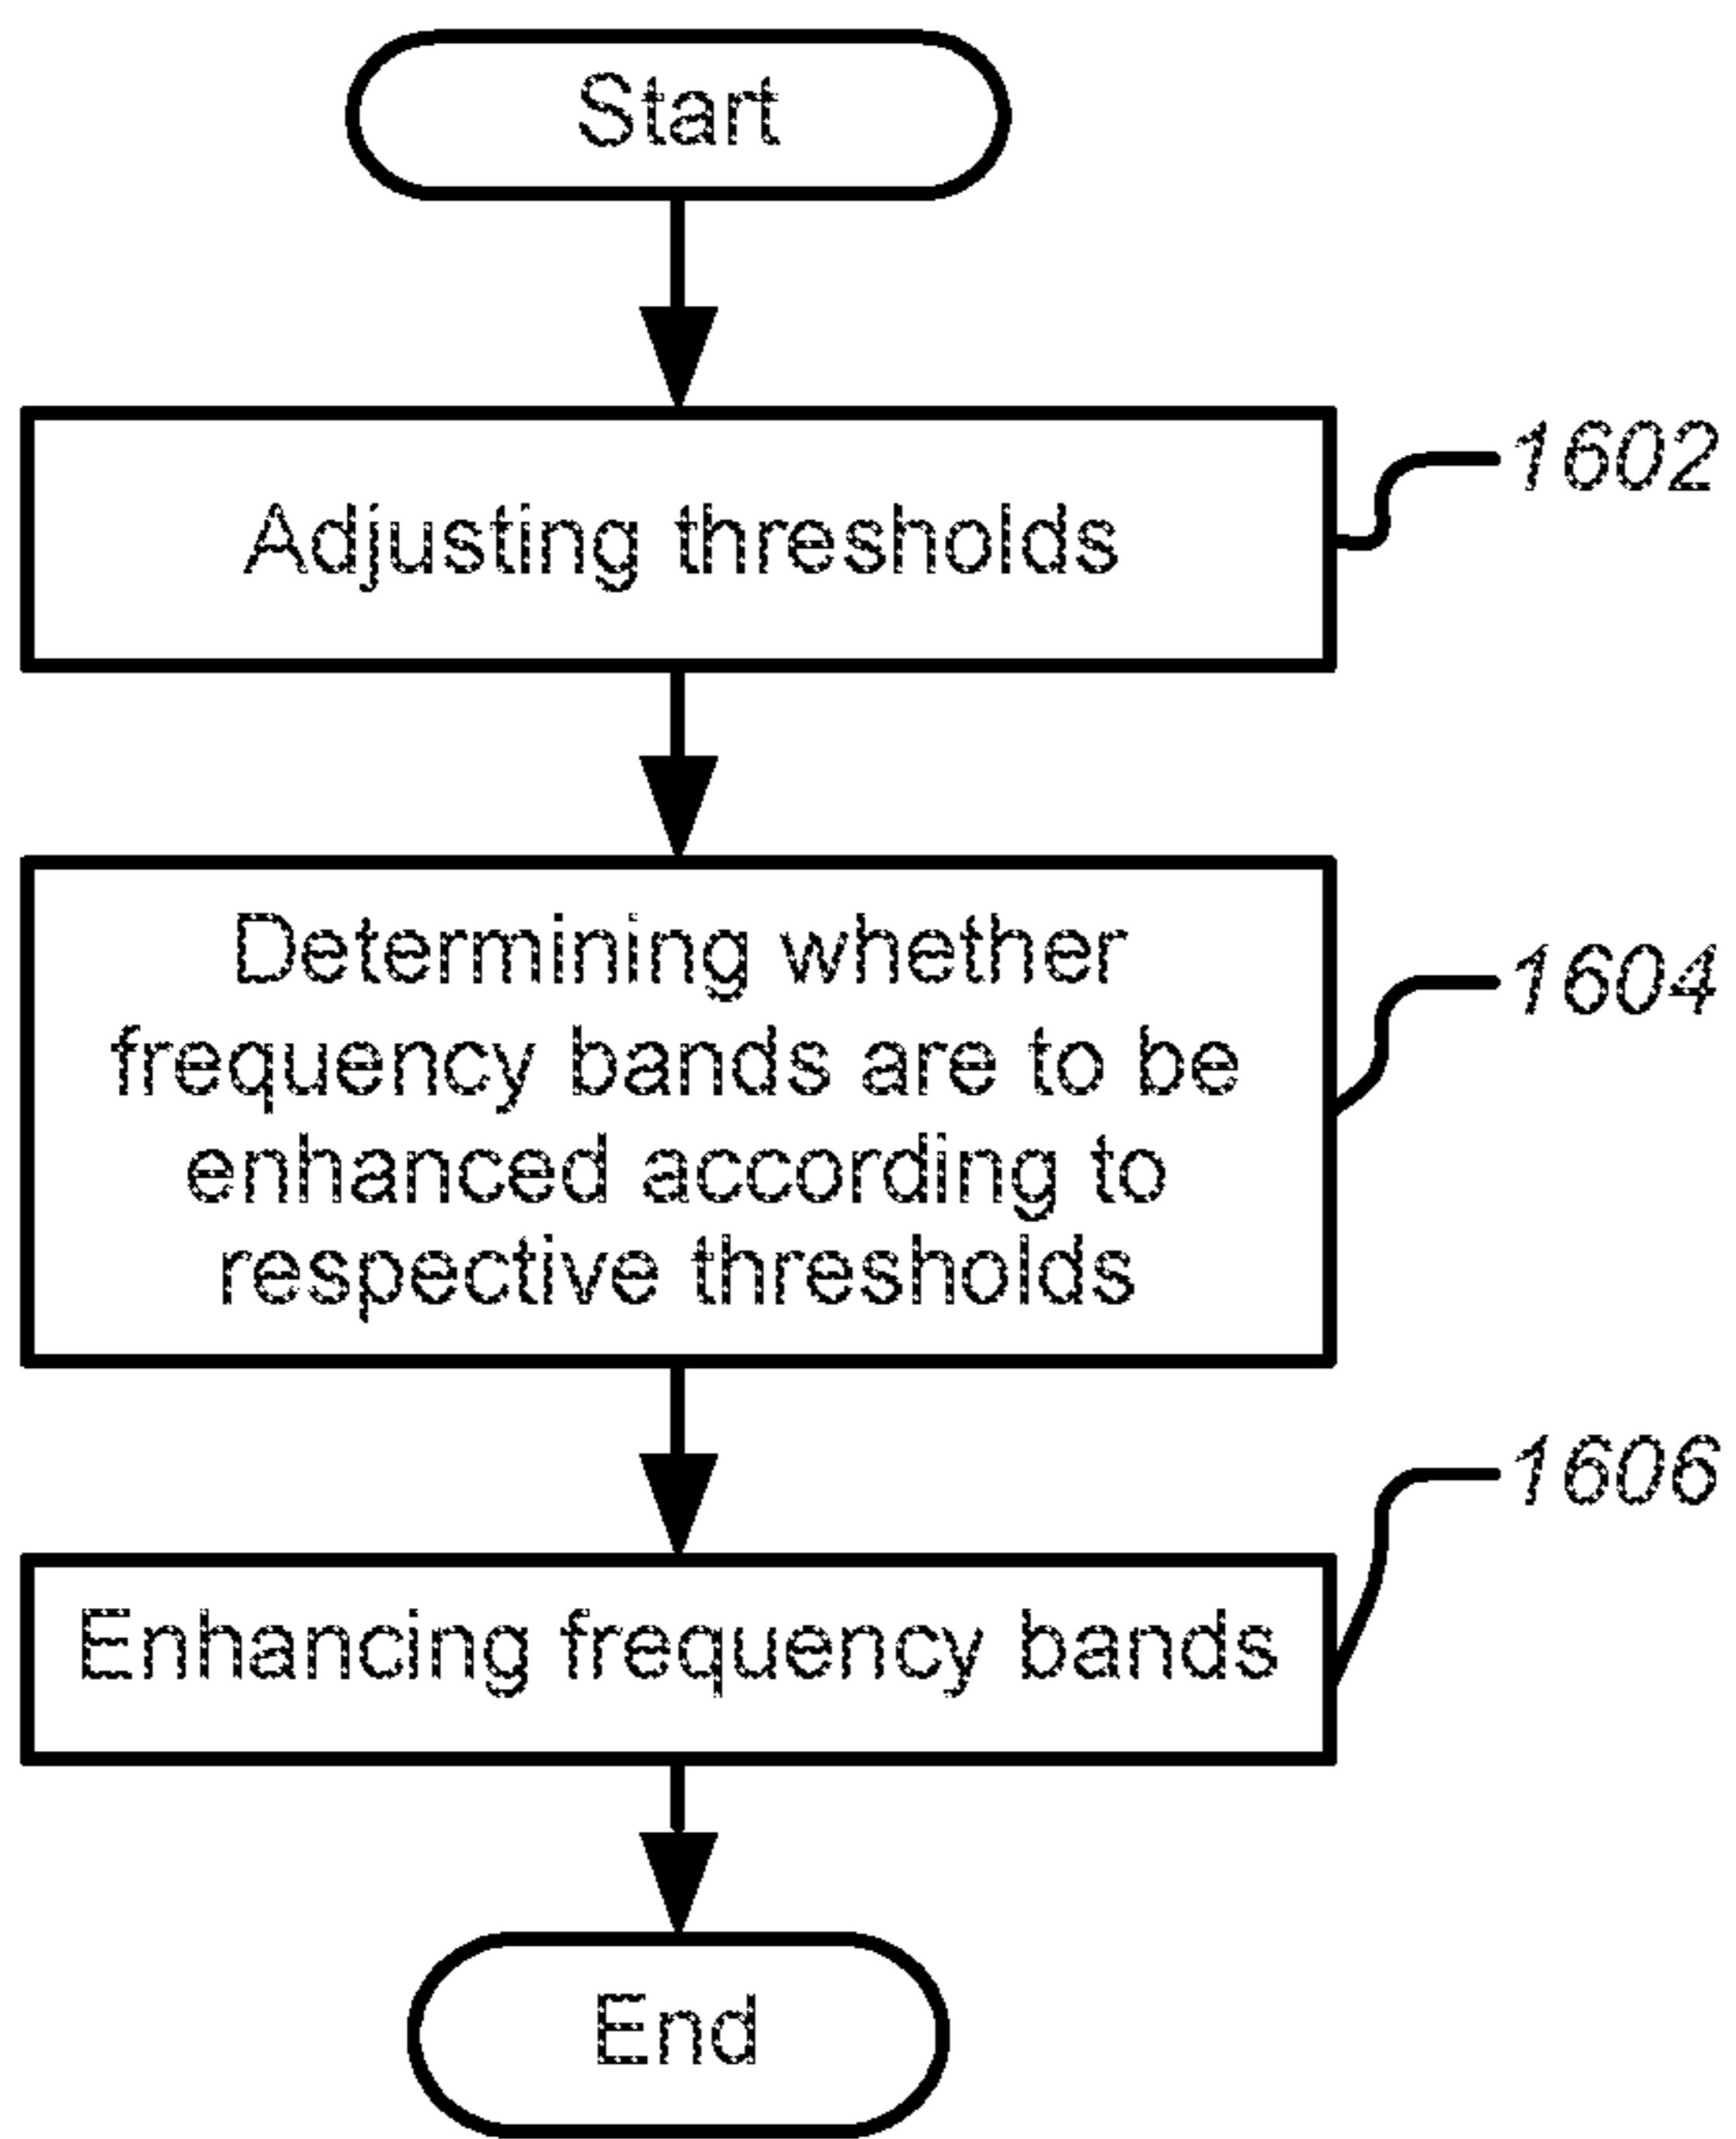 Start
Adjusting thresholds
1602
Determining whether
frequency bands are to be
enhanced according to
respective thresholds
1604
Enhancing frequency bands
1606
End